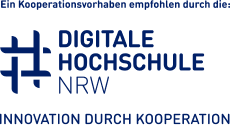 Ein Kooperationsvorhaben empfohlen durch die:
DIGITALE
HOCHSCHULE
NRW
INNOVATION DURCH KOOPERATION